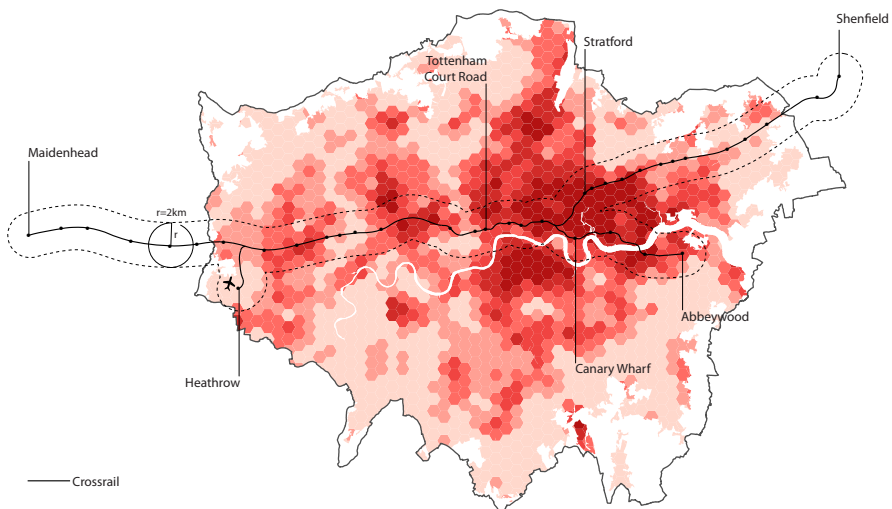 Shenfield
Stratford
Tottenham
Court Road
Maidenhead
r=2km
r
Abbeywood
Canary Wharf
Heathrow
Crossrail